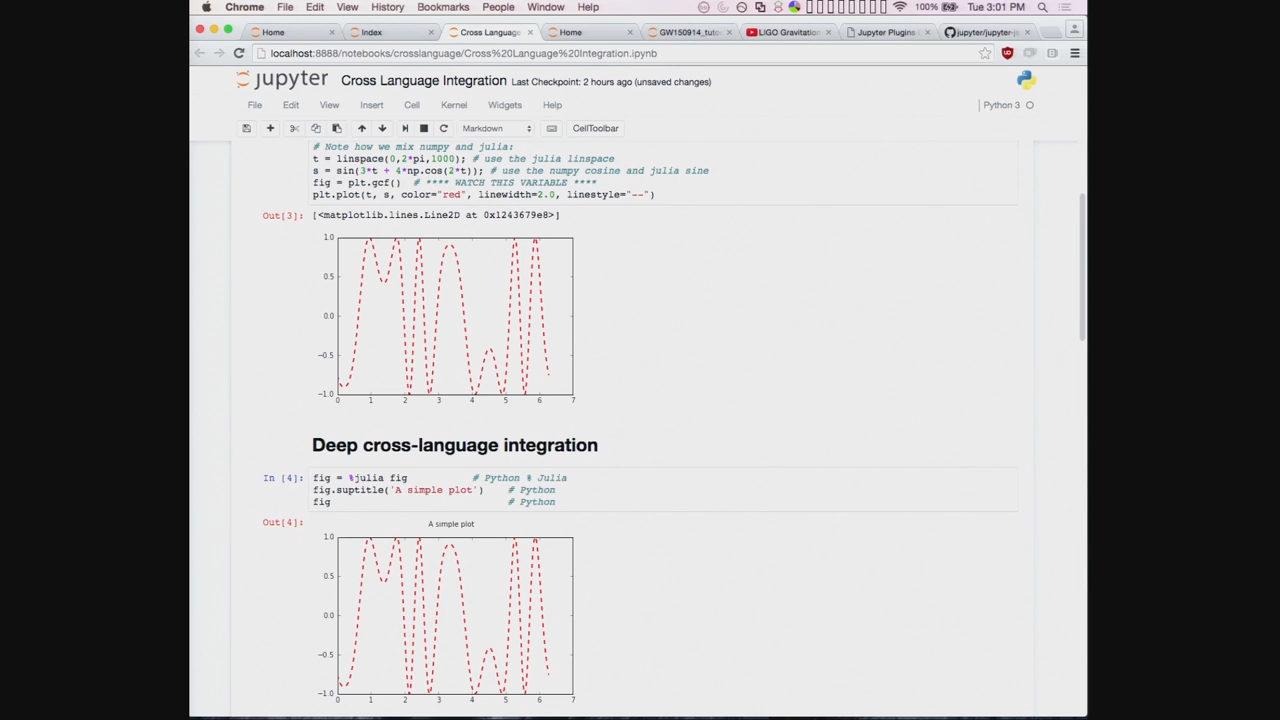 Chrome File Edit View History Bookmarks People Window Help 100% Tue 3:01 PM
Home Index Cross Language Home GW150914_tuto LIGO Gravitation Jupyter Plugins jupyter/jupyter-js
localhost:8888/notebooks/crosslanguage/Cross%20Language%20Integration.ipynb
jupyter Cross Language Integration Last Checkpoint: 2 hours ago (unsaved changes)
File Edit View Insert Cell Kernel Widgets Help Python 3
Markdown CellToolbar
# Note how we mix numpy and julia:
t = linspace(0,2*pi,1000); # use the julia linspace
s = sin(3*t + 4*np.cos(2*t)); # use the numpy cosine and julia sine
fig = plt.gcf() # **** WATCH THIS VARIABLE ****
plt.plot(t, s, color="red", linewidth=2.0, linestyle="--")
Out[3]: [<matplotlib.lines.Line2D at 0x1243679e8>]
1.0
0.5
0.0
−0.5
−1.0
0 1 2 3 4 5 6 7
Deep cross-language integration
In [4]: fig = %julia fig # Python % Julia
fig.suptitle('A simple plot') # Python
fig # Python
Out[4]: A simple plot
1.0
0.5
0.0
−0.5
−1.0
0 1 2 3 4 5 6 7